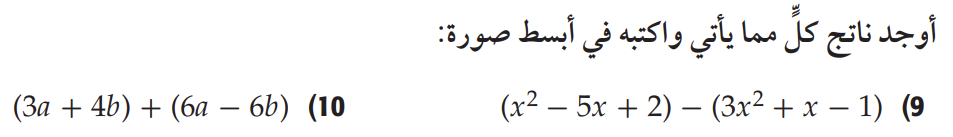 أوجد ناتج كلٍّ مما يأتي واكتبه في أبسط صورة:
(9 (x² − 5x + 2) − (3x² + x − 1)
(10 (3a + 4b) + (6a − 6b)